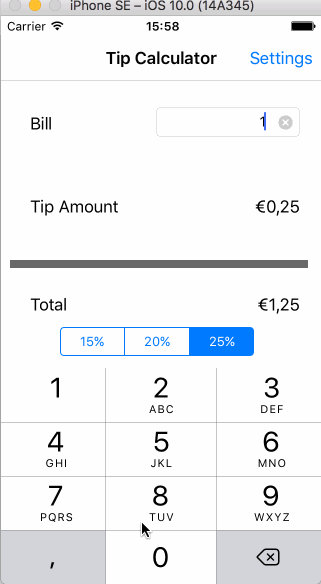 iPhone SE – iOS 10.0 (14A345)
Carrier 15:58
Tip Calculator Settings
Bill 1
Tip Amount €0,25
Total €1,25
15% 20% 25%
1 2 3
ABC DEF
4 5 6
GHI JKL MNO
7 8 9
PQRS TUV WXYZ
, 0